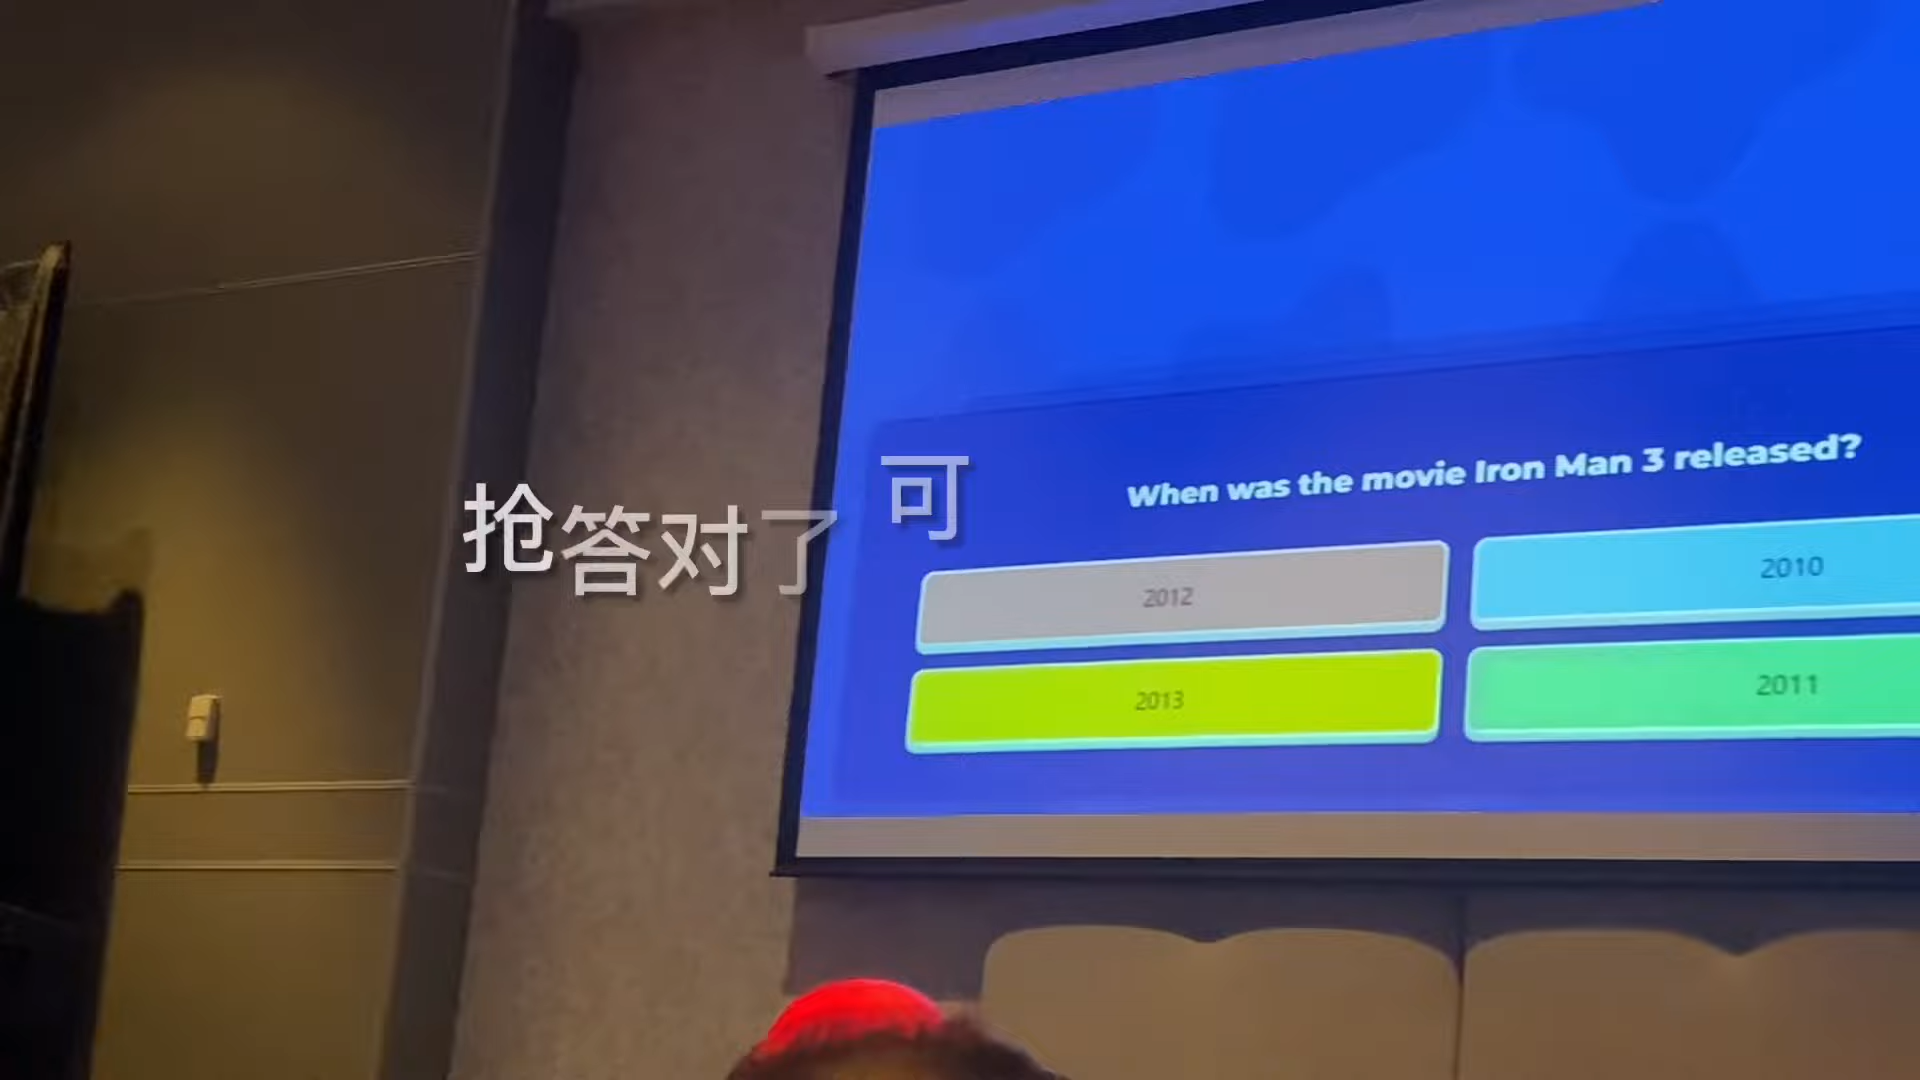 When was the movie Iron Man 3 released?
抢答对了 可
2012
2010
2013
2011